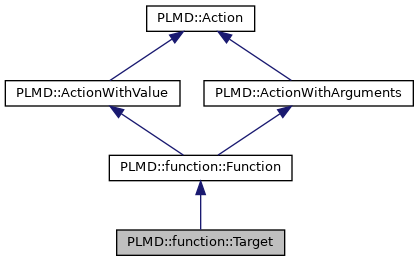 PLMD::Action
PLMD::ActionWithValue
PLMD::ActionWithArguments
PLMD::function::Function
PLMD::function::Target